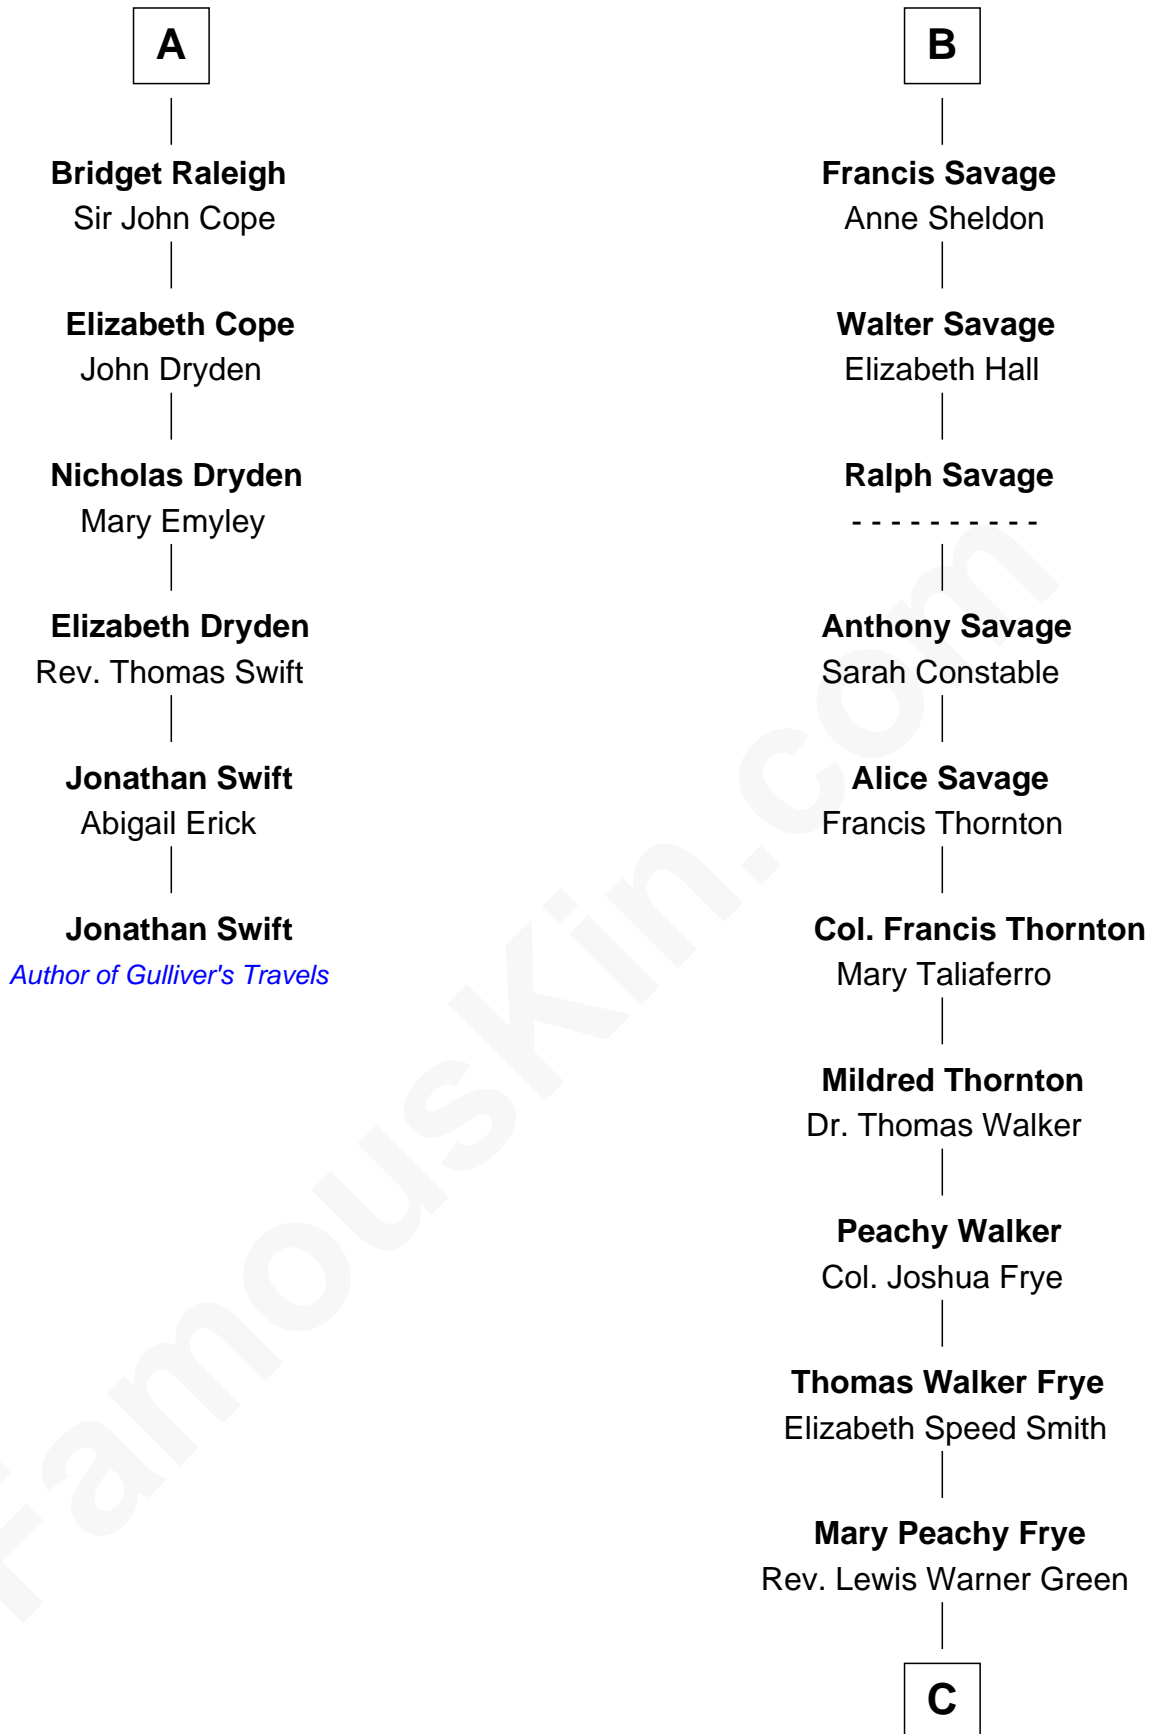 A
Bridget Raleigh
Sir John Cope
Elizabeth Cope
John Dryden
Nicholas Dryden
Mary Emyley
Elizabeth Dryden
Rev. Thomas Swift
Jonathan Swift
Abigail Erick
Jonathan Swift
Author of Gulliver's Travels
B
Francis Savage
Anne Sheldon
Walter Savage
Elizabeth Hall
Ralph Savage
- - - - - - - - - -
Anthony Savage
Sarah Constable
Alice Savage
Francis Thornton
Col. Francis Thornton
Mary Taliaferro
Mildred Thornton
Dr. Thomas Walker
Peachy Walker
Col. Joshua Frye
Thomas Walker Frye
Elizabeth Speed Smith
Mary Peachy Frye
Rev. Lewis Warner Green
C
FamousKin.com